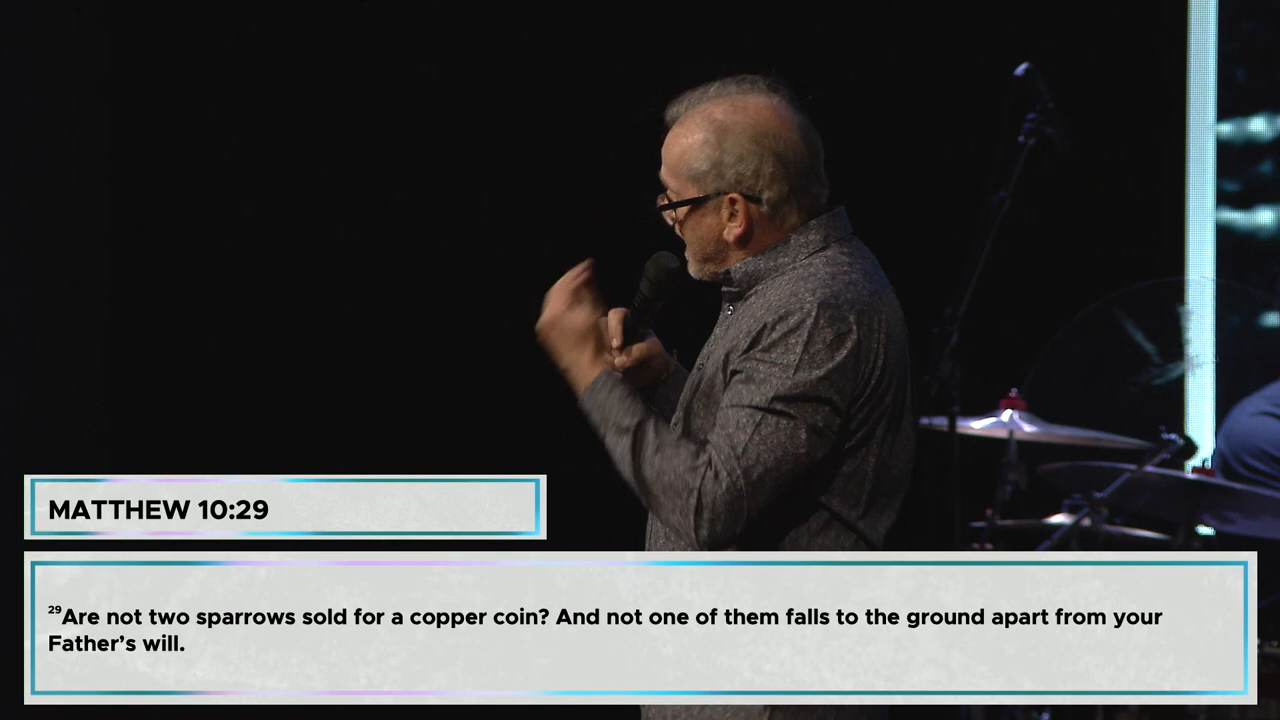 MATTHEW 10:29
29Are not two sparrows sold for a copper coin? And not one of them falls to the ground apart from your
Father’s will.